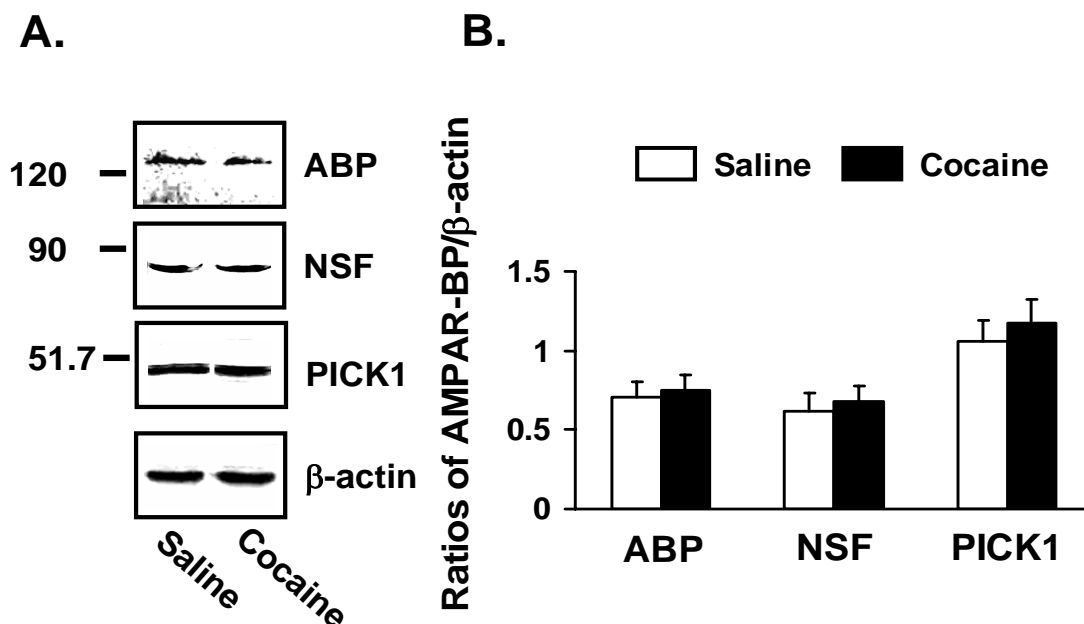 A.
120
ABP
90
NSF
51.7
PICK1
β-actin
Saline
Cocaine
B.
Saline
Cocaine
Ratios of AMPAR-BP/β-actin
1.5
1
0.5
0
ABP
NSF
PICK1